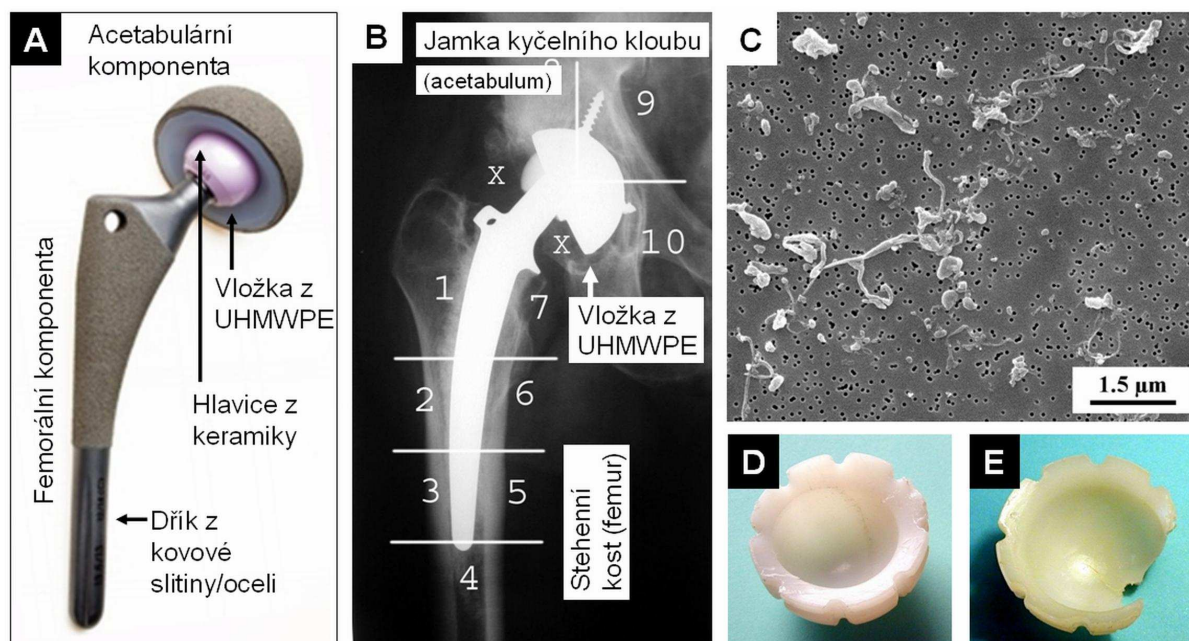 A
Acetabulární
komponenta
Femorální komponenta
Vložka z
UHMWPE
Hlavice z
keramiky
Dřík z
kovové
slitiny/oceli
B
Jamka kyčelního kloubu
(acetabulum)
9
x
x
10
1
7
Vložka z
UHMWPE
2
6
3
5
Stehenní
kost (femur)
4
C
1.5 µm
D
E